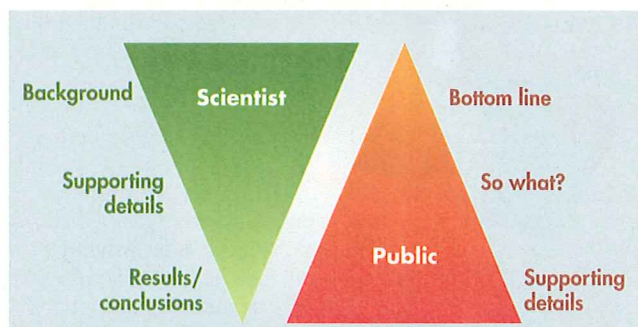 Background
Scientist
Supporting
details
Results/
conclusions
Bottom line
So what?
Public
Supporting
details